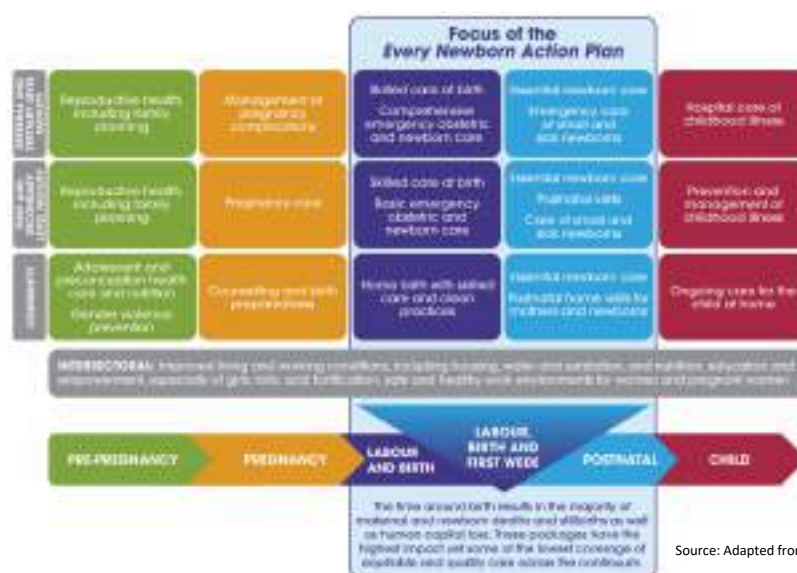 Focus of the
Every Newborn Action Plan
Reproductive health
including family
planning
Management of
pregnancy
complications
Skilled care at birth
Comprehensive
emergency obstetric
and newborn care
Essential newborn care
Emergency care
of small and
sick newborns
Hospital care of
childhood illness
Reproductive health
including family
planning
Pregnancy care
Skilled care at birth
Basic emergency
obstetric and
newborn care
Essential newborn care
Postnatal visits
Care of small and
sick newborns
Prevention and
management of
childhood illness
COMMUNITY
Adolescent and
preconception health
care and nutrition
Gender violence
prevention
Counselling and birth
preparedness
Home birth with skilled
care and clean
practices
Essential newborn care
Postnatal home visits for
mothers and newborns
Ongoing care for the
child at home
INTERSECTORAL: Improved living and working conditions, including housing, water and sanitation, and nutrition, education and
empowerment, especially of girls, folic acid fortification, safe and healthy work environments for women and pregnant women
PRE-PREGNANCY
PREGNANCY
LABOUR
AND BIRTH
LABOUR,
BIRTH AND
FIRST WEEK
POSTNATAL
CHILD
The time around birth results in the majority of
maternal and newborn deaths and stillbirths as well
as human capital loss. These packages have the
highest impact yet some of the lowest coverage of
equitable and quality care across the continuum.
Source: Adapted from